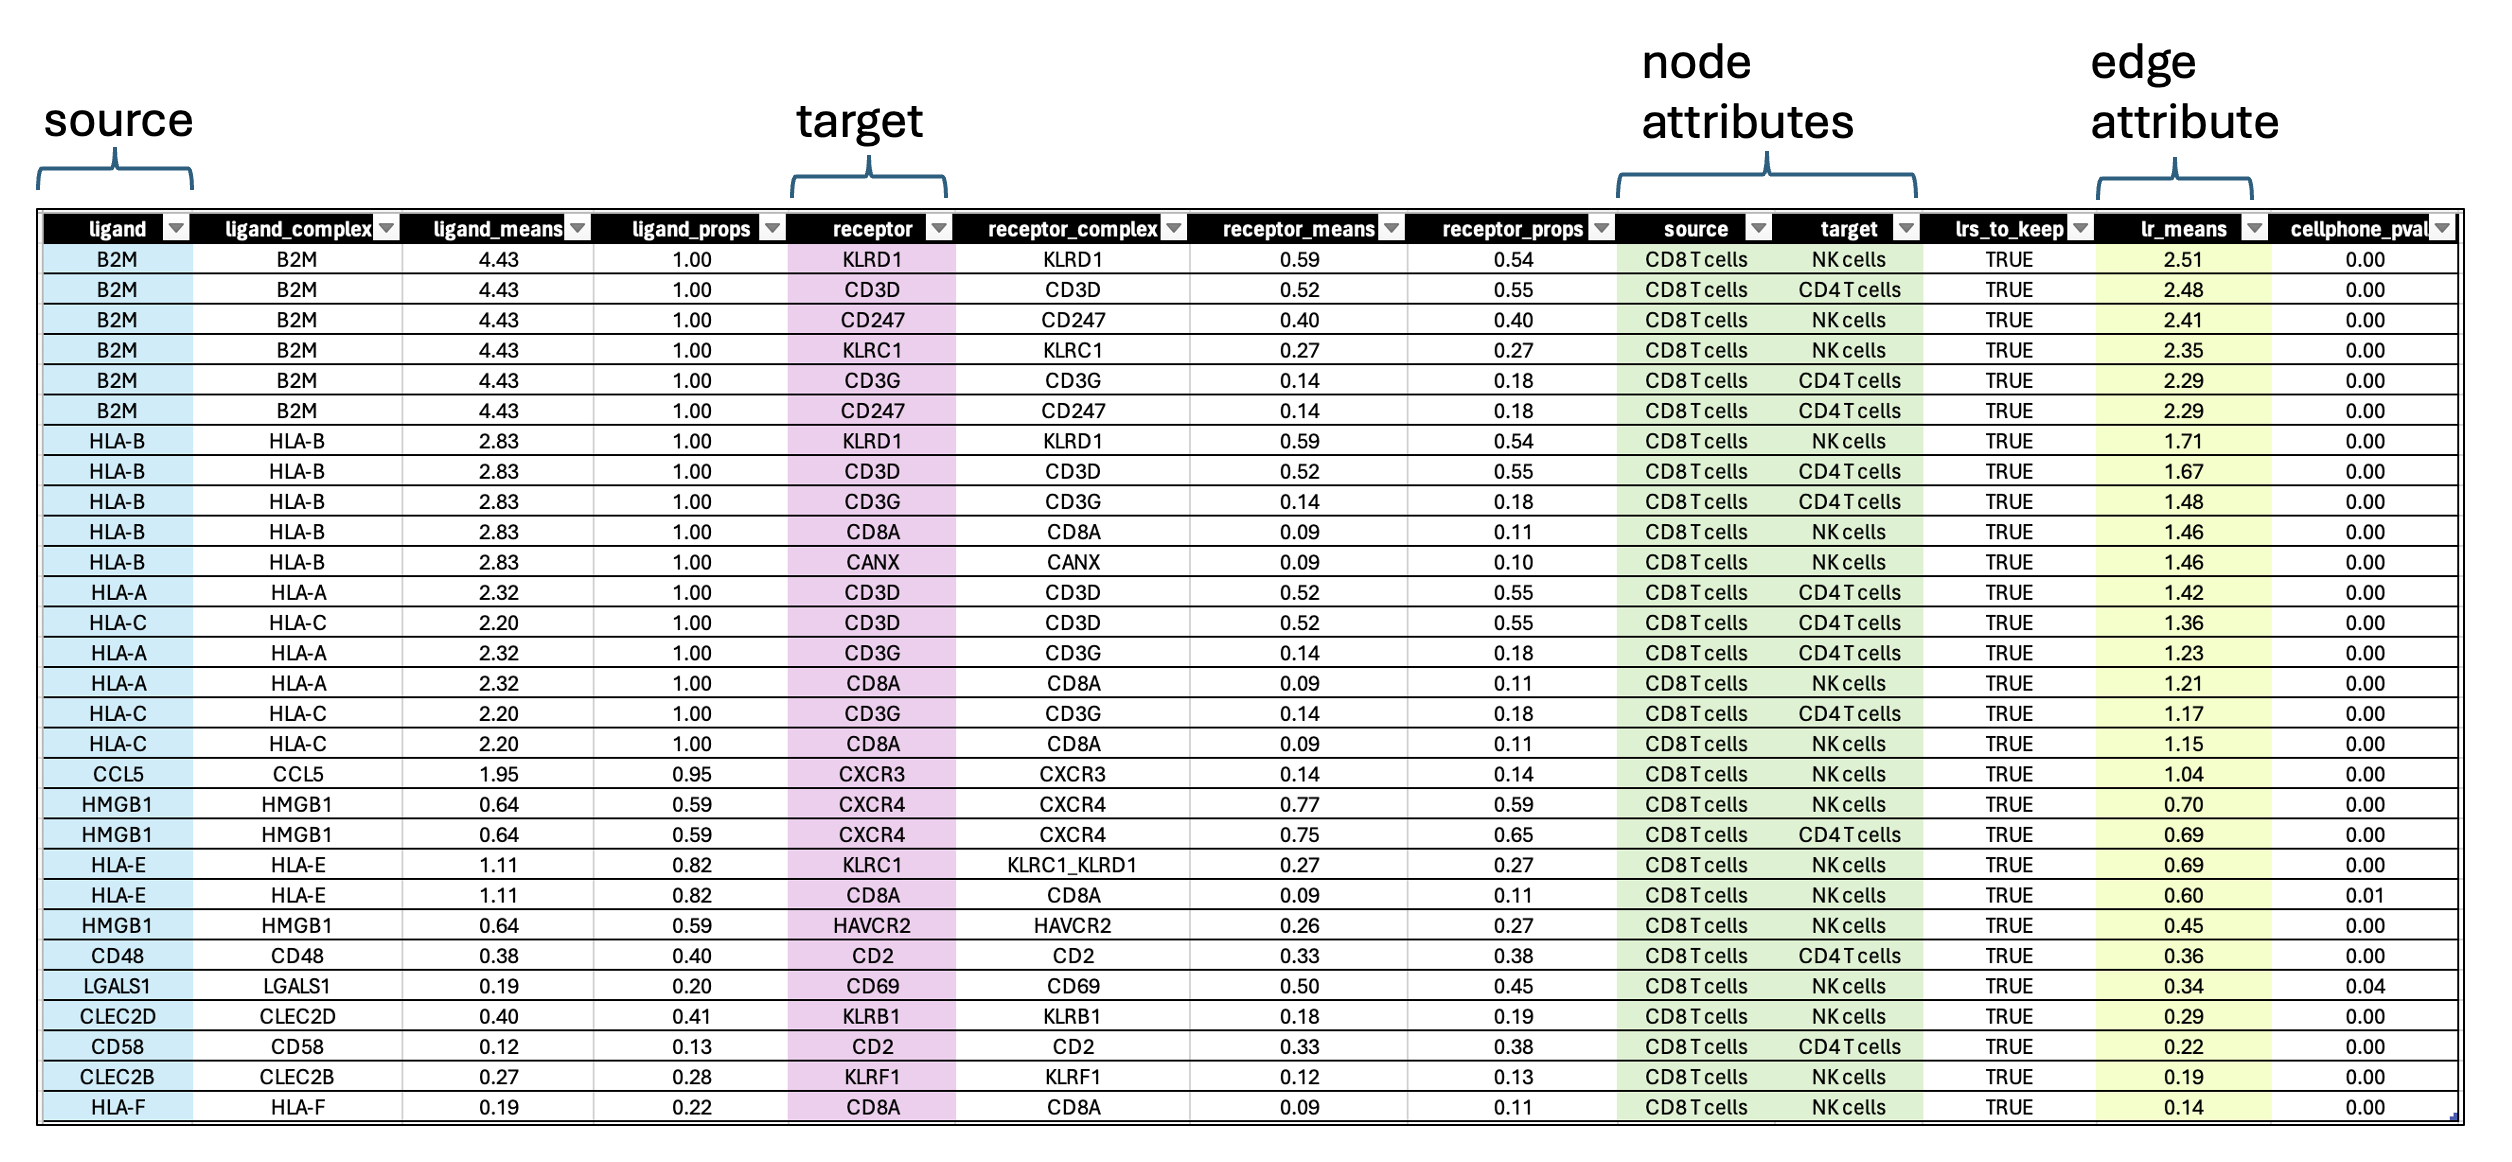 node edge
source target attributes attribute
ligand ligand_complex ligand_means ligand_props receptor receptor_complex receptor_means receptor_props source target lrs_to_keep lr_means cellphone_pval
B2M B2M 4.43 1.00 KLRD1 KLRD1 0.59 0.54 CD8 T cells NK cells TRUE 2.51 0.00
B2M B2M 4.43 1.00 CD3D CD3D 0.52 0.55 CD8 T cells CD4 T cells TRUE 2.48 0.00
B2M B2M 4.43 1.00 CD247 CD247 0.40 0.40 CD8 T cells NK cells TRUE 2.41 0.00
B2M B2M 4.43 1.00 KLRC1 KLRC1 0.27 0.27 CD8 T cells NK cells TRUE 2.35 0.00
B2M B2M 4.43 1.00 CD3G CD3G 0.14 0.18 CD8 T cells CD4 T cells TRUE 2.29 0.00
B2M B2M 4.43 1.00 CD247 CD247 0.14 0.18 CD8 T cells CD4 T cells TRUE 2.29 0.00
HLA-B HLA-B 2.83 1.00 KLRD1 KLRD1 0.59 0.54 CD8 T cells NK cells TRUE 1.71 0.00
HLA-B HLA-B 2.83 1.00 CD3D CD3D 0.52 0.55 CD8 T cells CD4 T cells TRUE 1.67 0.00
HLA-B HLA-B 2.83 1.00 CD3G CD3G 0.14 0.18 CD8 T cells CD4 T cells TRUE 1.48 0.00
HLA-B HLA-B 2.83 1.00 CD8A CD8A 0.09 0.11 CD8 T cells NK cells TRUE 1.46 0.00
HLA-B HLA-B 2.83 1.00 CANX CANX 0.09 0.10 CD8 T cells NK cells TRUE 1.46 0.00
HLA-A HLA-A 2.32 1.00 CD3D CD3D 0.52 0.55 CD8 T cells CD4 T cells TRUE 1.42 0.00
HLA-C HLA-C 2.20 1.00 CD3D CD3D 0.52 0.55 CD8 T cells CD4 T cells TRUE 1.36 0.00
HLA-A HLA-A 2.32 1.00 CD3G CD3G 0.14 0.18 CD8 T cells CD4 T cells TRUE 1.23 0.00
HLA-A HLA-A 2.32 1.00 CD8A CD8A 0.09 0.11 CD8 T cells NK cells TRUE 1.21 0.00
HLA-C HLA-C 2.20 1.00 CD3G CD3G 0.14 0.18 CD8 T cells CD4 T cells TRUE 1.17 0.00
HLA-C HLA-C 2.20 1.00 CD8A CD8A 0.09 0.11 CD8 T cells NK cells TRUE 1.15 0.00
CCL5 CCL5 1.95 0.95 CXCR3 CXCR3 0.14 0.14 CD8 T cells NK cells TRUE 1.04 0.00
HMGB1 HMGB1 0.64 0.59 CXCR4 CXCR4 0.77 0.59 CD8 T cells NK cells TRUE 0.70 0.00
HMGB1 HMGB1 0.64 0.59 CXCR4 CXCR4 0.75 0.65 CD8 T cells CD4 T cells TRUE 0.69 0.00
HLA-E HLA-E 1.11 0.82 KLRC1 KLRC1_KLRD1 0.27 0.27 CD8 T cells NK cells TRUE 0.69 0.00
HLA-E HLA-E 1.11 0.82 CD8A CD8A 0.09 0.11 CD8 T cells NK cells TRUE 0.60 0.01
HMGB1 HMGB1 0.64 0.59 HAVCR2 HAVCR2 0.26 0.27 CD8 T cells NK cells TRUE 0.45 0.00
CD48 CD48 0.38 0.40 CD2 CD2 0.33 0.38 CD8 T cells CD4 T cells TRUE 0.36 0.00
LGALS1 LGALS1 0.19 0.20 CD69 CD69 0.50 0.45 CD8 T cells NK cells TRUE 0.34 0.04
CLEC2D CLEC2D 0.40 0.41 KLRB1 KLRB1 0.18 0.19 CD8 T cells NK cells TRUE 0.29 0.00
CD58 CD58 0.12 0.13 CD2 CD2 0.33 0.38 CD8 T cells CD4 T cells TRUE 0.22 0.00
CLEC2B CLEC2B 0.27 0.28 KLRF1 KLRF1 0.12 0.13 CD8 T cells NK cells TRUE 0.19 0.00
HLA-F HLA-F 0.19 0.22 CD8A CD8A 0.09 0.11 CD8 T cells NK cells TRUE 0.14 0.00